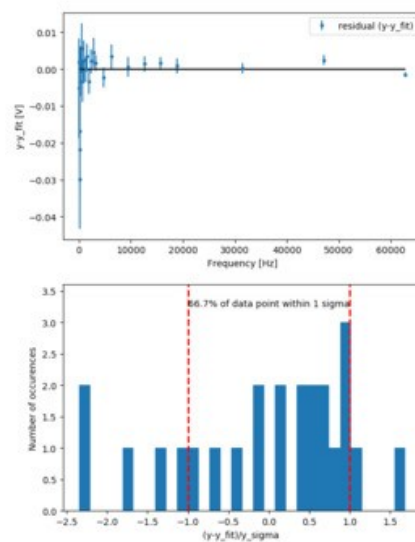 residual (y-y_fit)
0.01
0.00
−0.01
−0.02
−0.03
−0.04
y-y_fit [V]
0 10000 20000 30000 40000 50000 60000
Frequency [Hz]
66.7% of data point within 1 sigma
3.5
3.0
2.5
2.0
1.5
1.0
0.5
0.0
Number of occurences
−2.5 −2.0 −1.5 −1.0 −0.5 0.0 0.5 1.0 1.5
(y-y_fit)/y_sigma